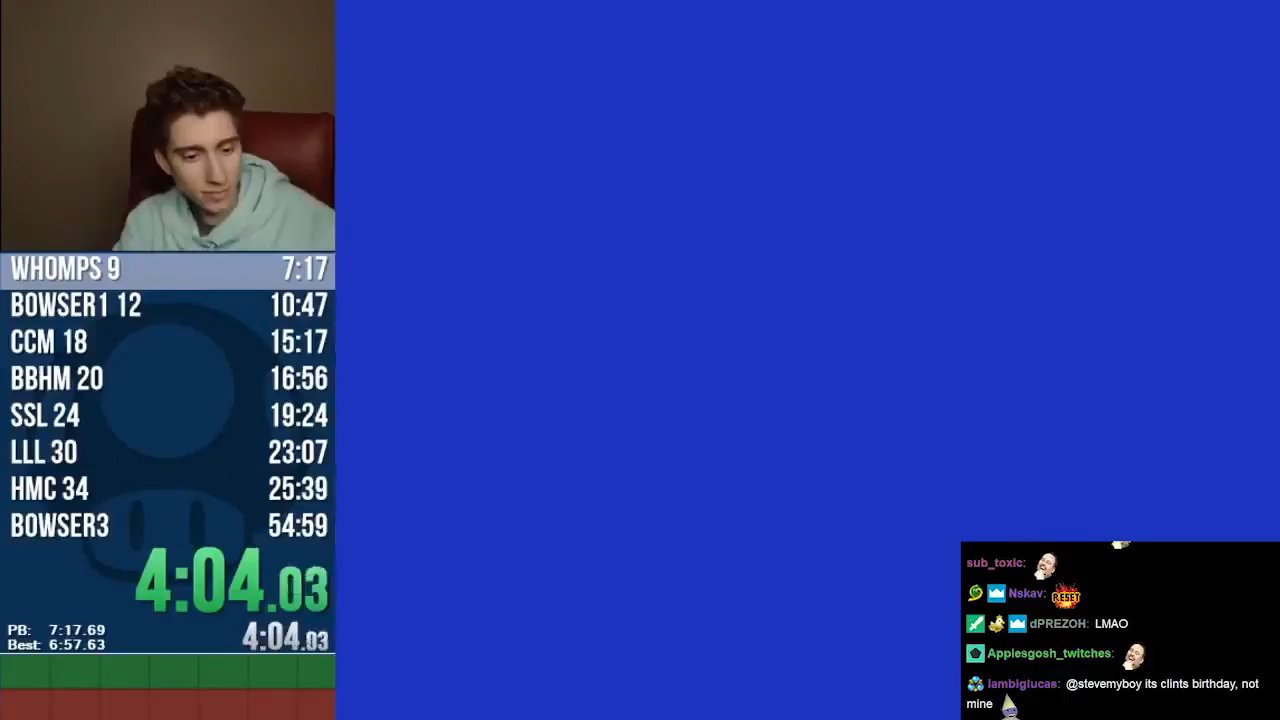 WHOMPS 9 7:17
BOWSER1 12 10:47
CCM 18 15:17
BBHM 20 16:56
SSL 24 19:24
LLL 30 23:07
HMC 34 25:39
BOWSER3 54:59
4:04.03
PB: 7:17.69
Best: 6:57.63
4:04.03
sub_toxic:
Nskav: RESET
dPREZOH: LMAO
Applesgosh_twitches:
Iambiglucas: @stevemyboy its clints birthday, not
mine